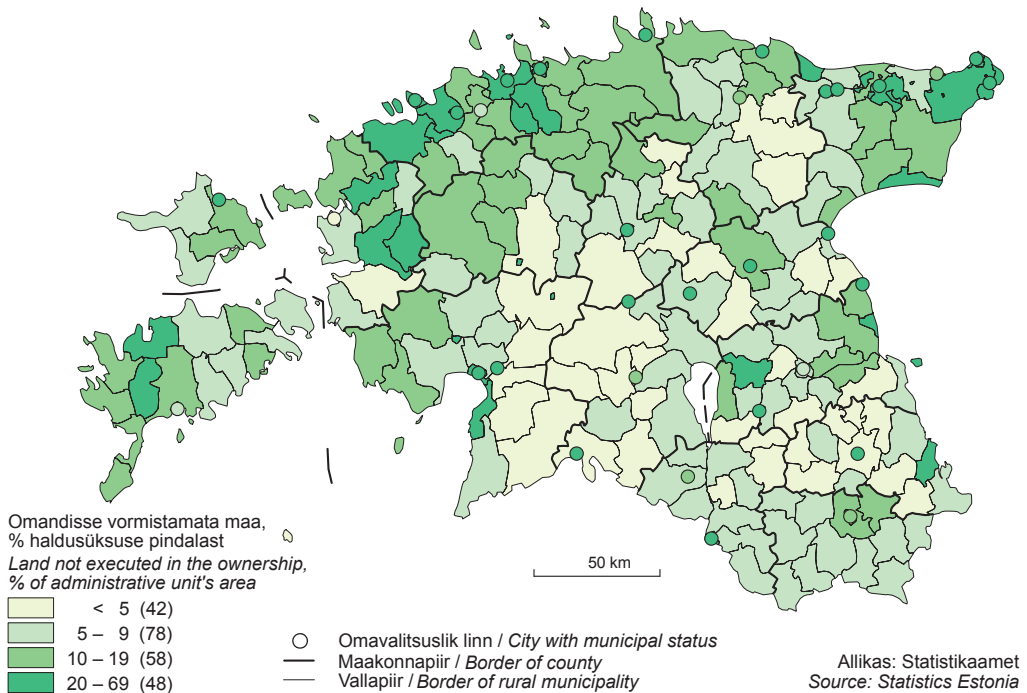 50 km
Omandisse vormistamata maa,
% haldusüksuse pindalast
Land not executed in the ownership,
% of administrative unit's area
< 5 (42)
5 – 9 (78)
10 – 19 (58)
20 – 69 (48)
Omavalitsuslik linn / City with municipal status
Maakonnapiir / Border of county
Vallapiir / Border of rural municipality
Allikas: Statistikaamet
Source: Statistics Estonia